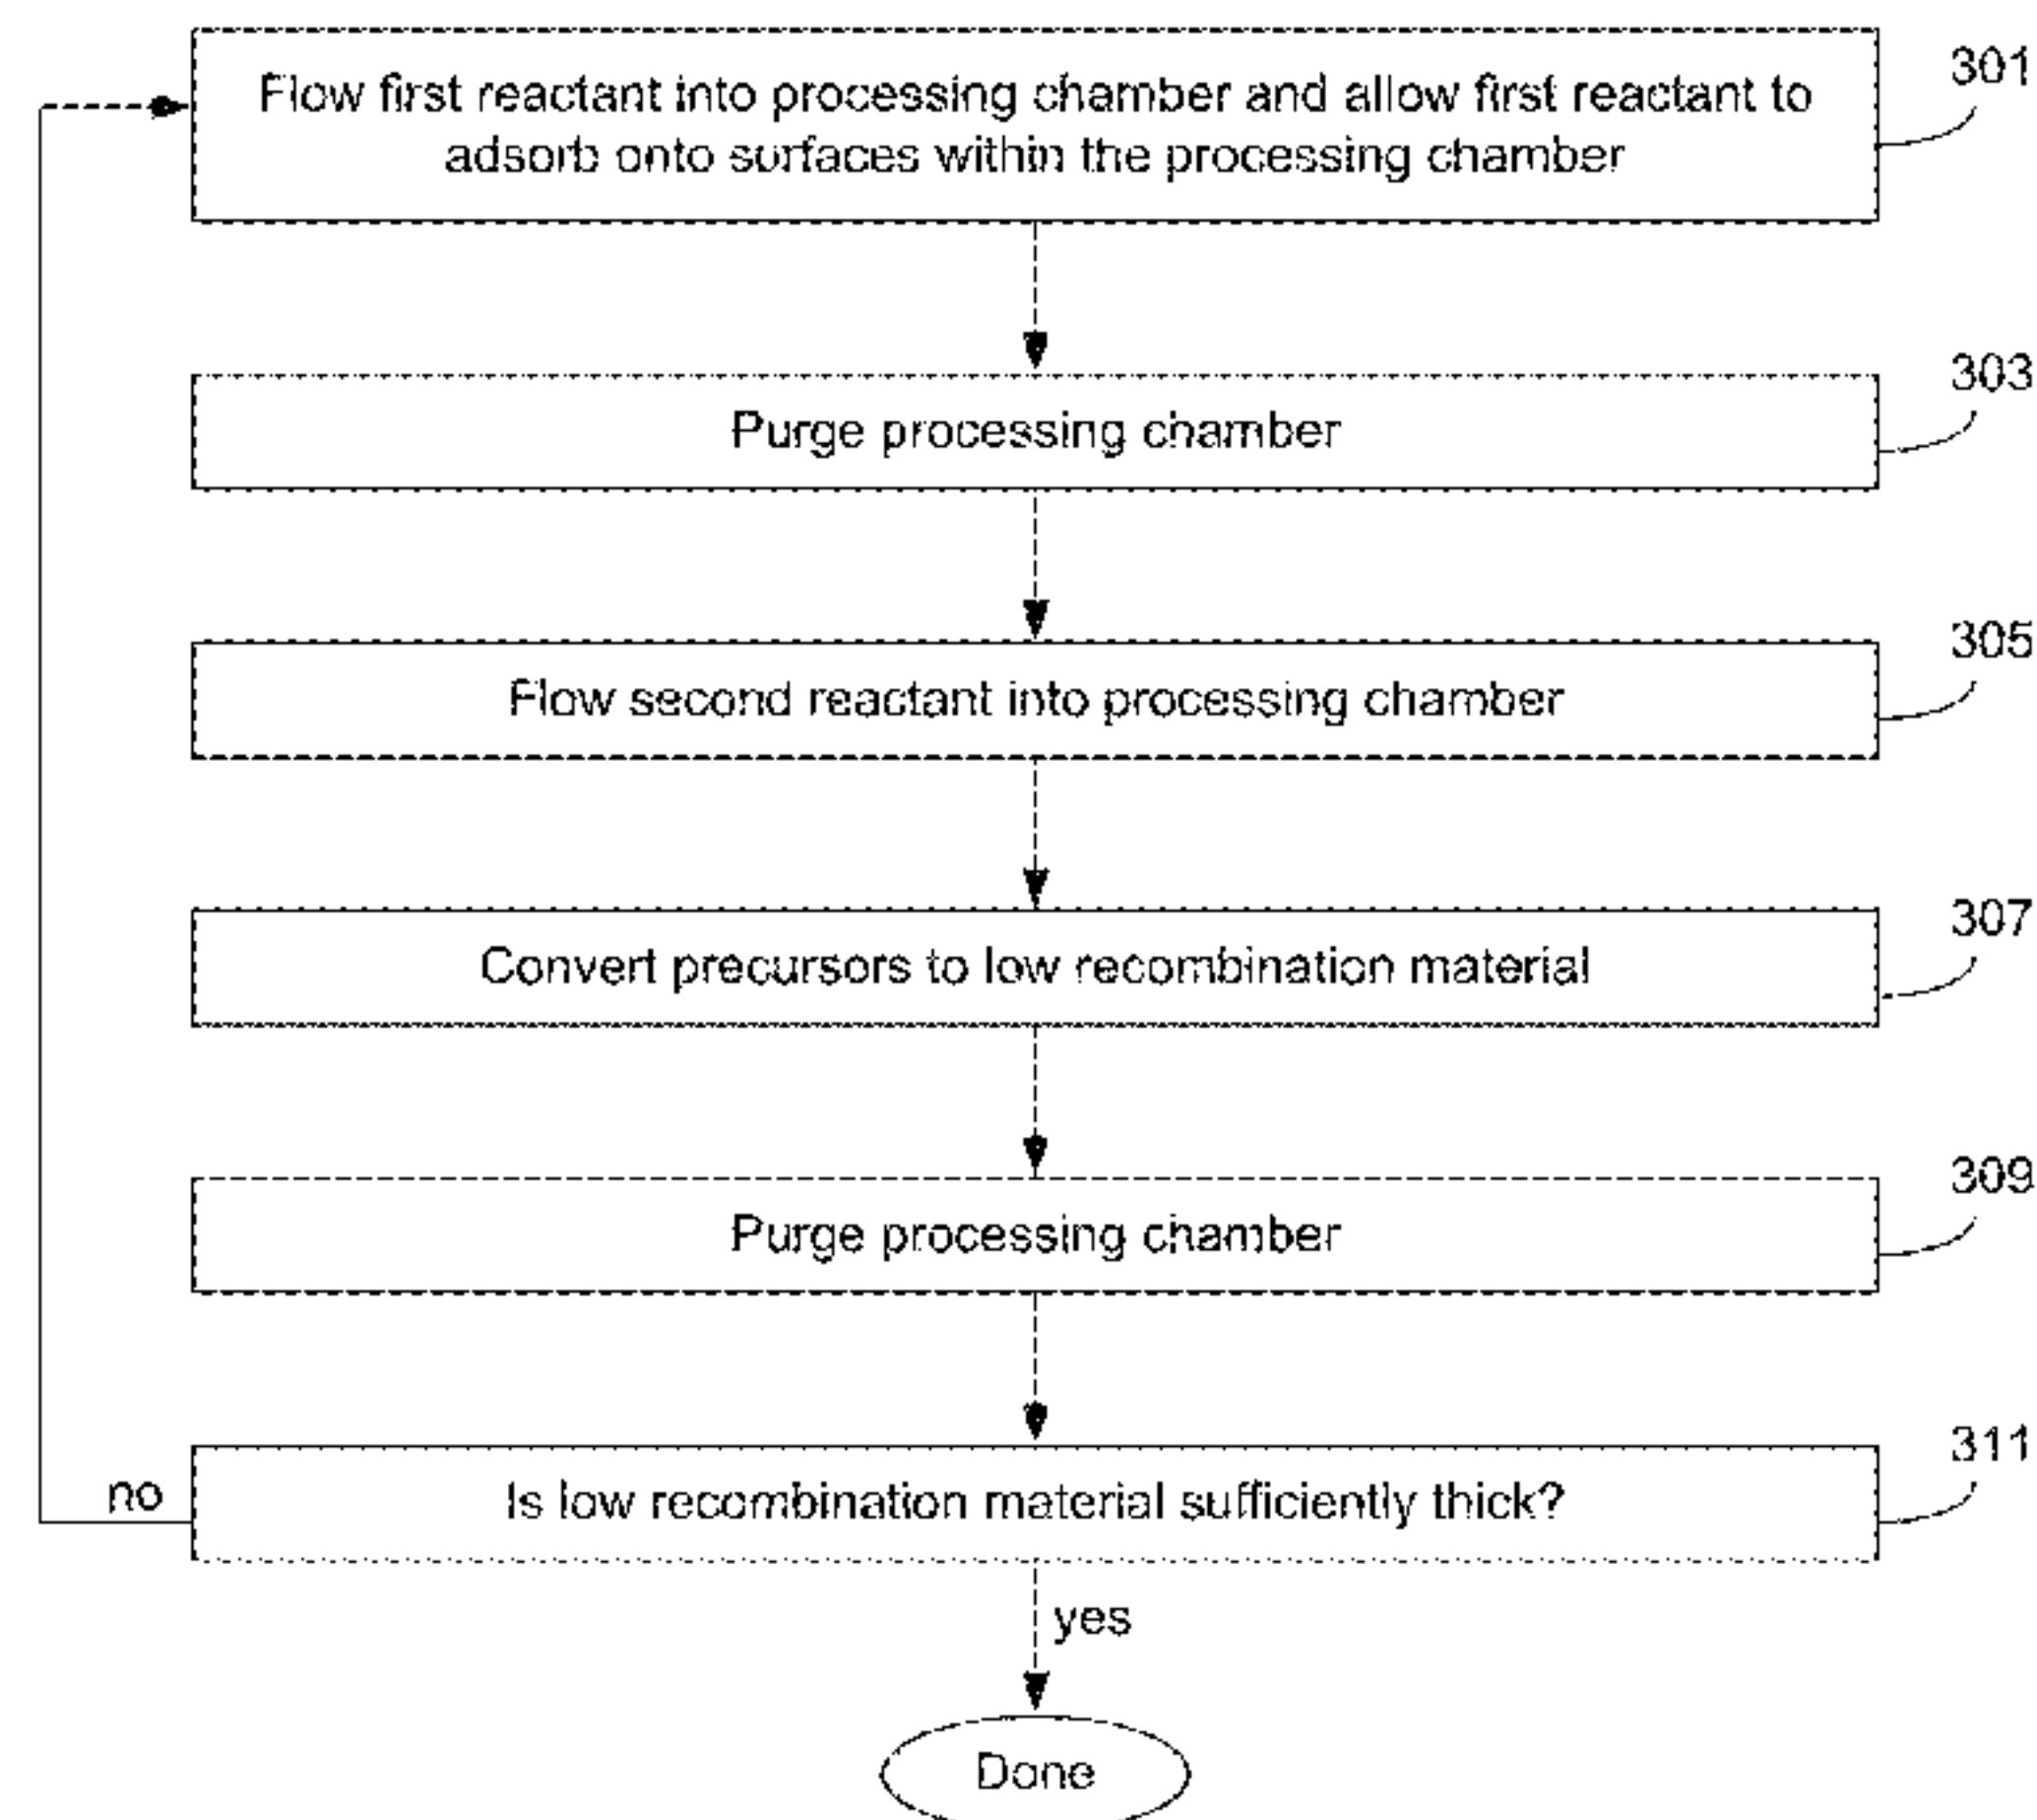 Flow first reactant into processing chamber and allow first reactant to
adsorb onto surfaces within the processing chamber
301
Purge processing chamber
303
Flow second reactant into processing chamber
305
Convert precursors to low recombination material
307
Purge processing chamber
309
Is low recombination material sufficiently thick?
311
no
yes
Done